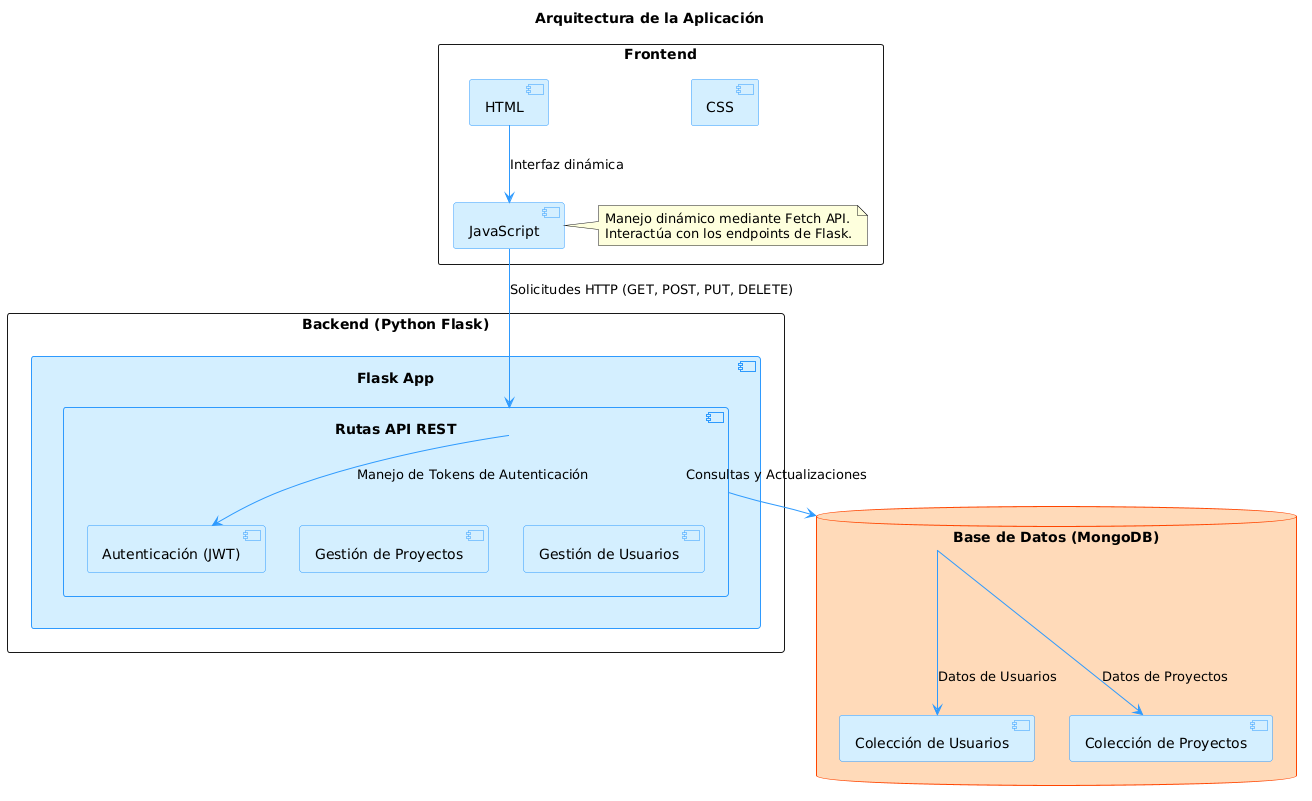 Arquitectura de la Aplicación
Frontend
HTML
CSS
Interfaz dinámica
JavaScript
Manejo dinámico mediante Fetch API.
Interactúa con los endpoints de Flask.
Solicitudes HTTP (GET, POST, PUT, DELETE)
Backend (Python Flask)
Flask App
Rutas API REST
Manejo de Tokens de Autenticación
Consultas y Actualizaciones
Autenticación (JWT)
Gestión de Proyectos
Gestión de Usuarios
Base de Datos (MongoDB)
Datos de Usuarios
Datos de Proyectos
Colección de Usuarios
Colección de Proyectos